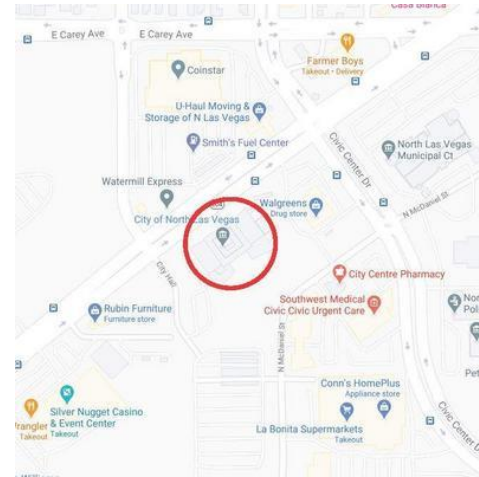 Casa Blanca
E Carey Ave
E Carey Ave
Coinstar
Farmer Boys
Takeout • Delivery
U-Haul Moving &
Storage of N Las Vegas
Smith's Fuel Center
Civic Center Dr
North Las Vegas
Municipal Ct
Watermill Express
Walgreens
Drug store
N McDaniel St
City of North Las Vegas
City Hall
City Centre Pharmacy
Southwest Medical
Civic Civic Urgent Care
Rubin Furniture
Furniture store
Nor
Poli
N McDaniel St
Pet
Conn's HomePlus
Appliance store
Silver Nugget Casino
& Event Center
Takeout
Wrangler
Takeout
La Bonita Supermarkets
Takeout
Civic Center D